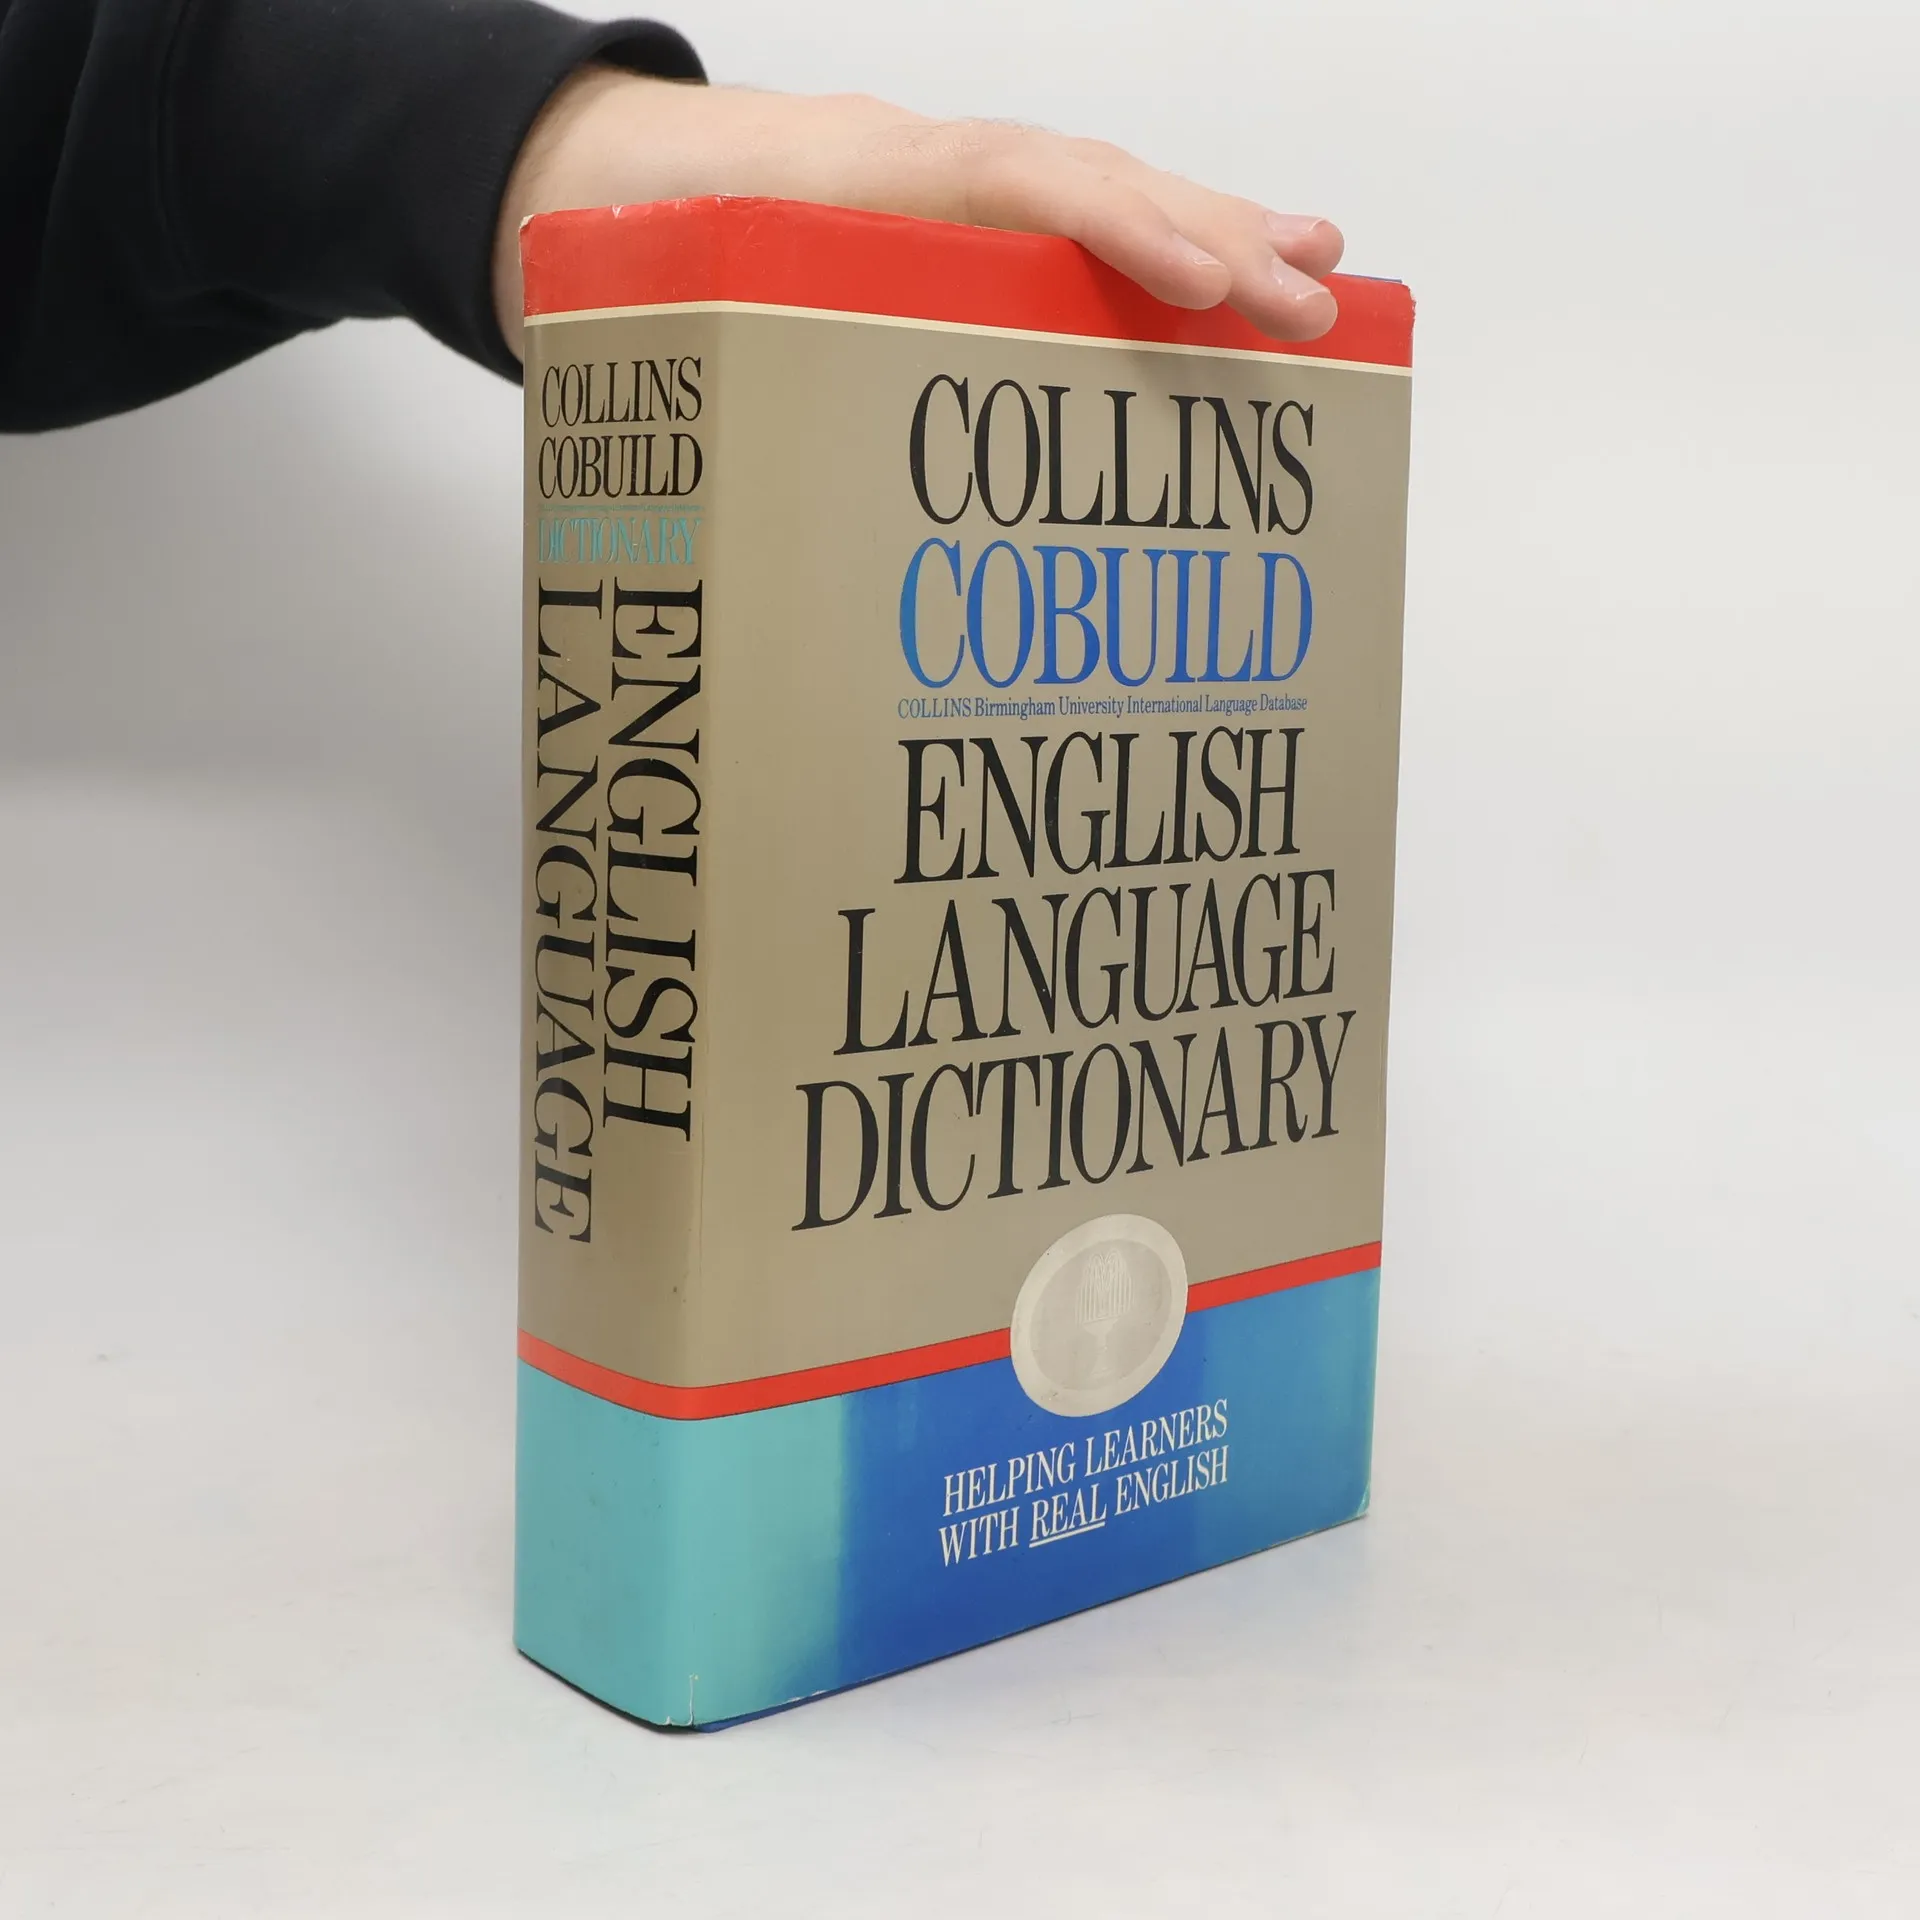 COLLINS
COBUILD
DICTIONARY
ENGLISH
LANGUAGE
COLLINS
COBUILD
COLLINS Birmingham University International Language Database
ENGLISH
LANGUAGE
DICTIONARY
HELPING LEARNERS
WITH REAL ENGLISH